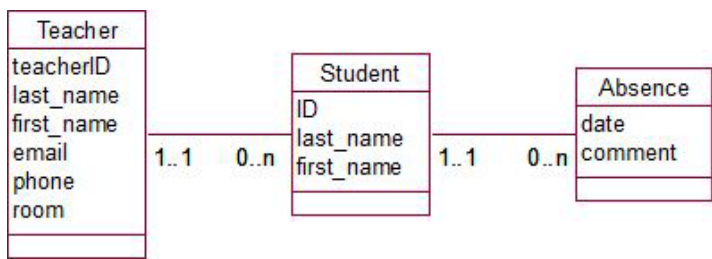 Teacher
teacherID
last_name
first_name
email
phone
room
1..1
0..n
Student
ID
last_name
first_name
1..1
0..n
Absence
date
comment